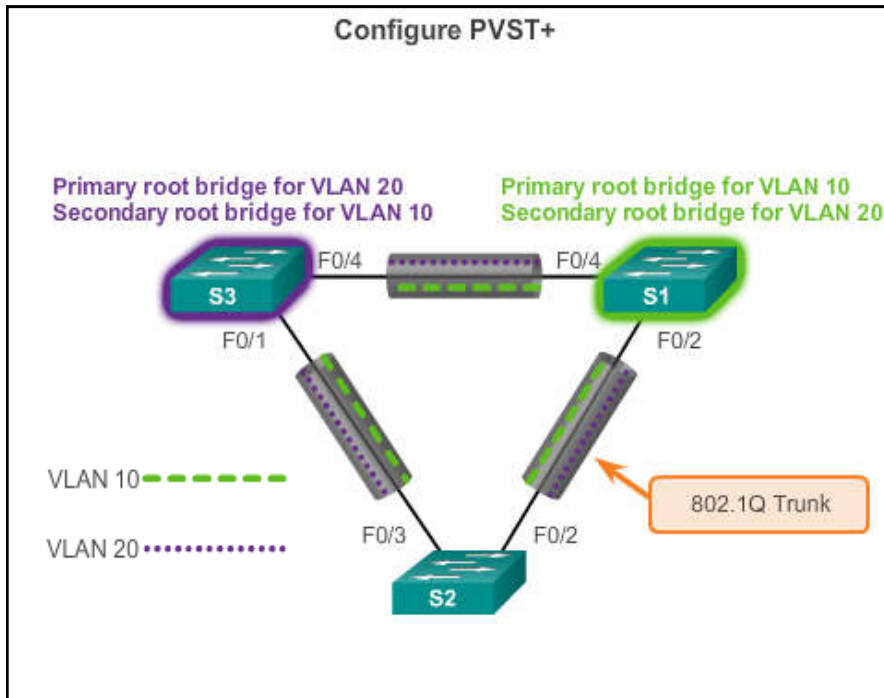 Configure PVST+
Primary root bridge for VLAN 20
Secondary root bridge for VLAN 10
Primary root bridge for VLAN 10
Secondary root bridge for VLAN 20
F0/4
F0/4
S3
S1
F0/1
F0/2
VLAN 10
802.1Q Trunk
F0/3
F0/2
VLAN 20
S2